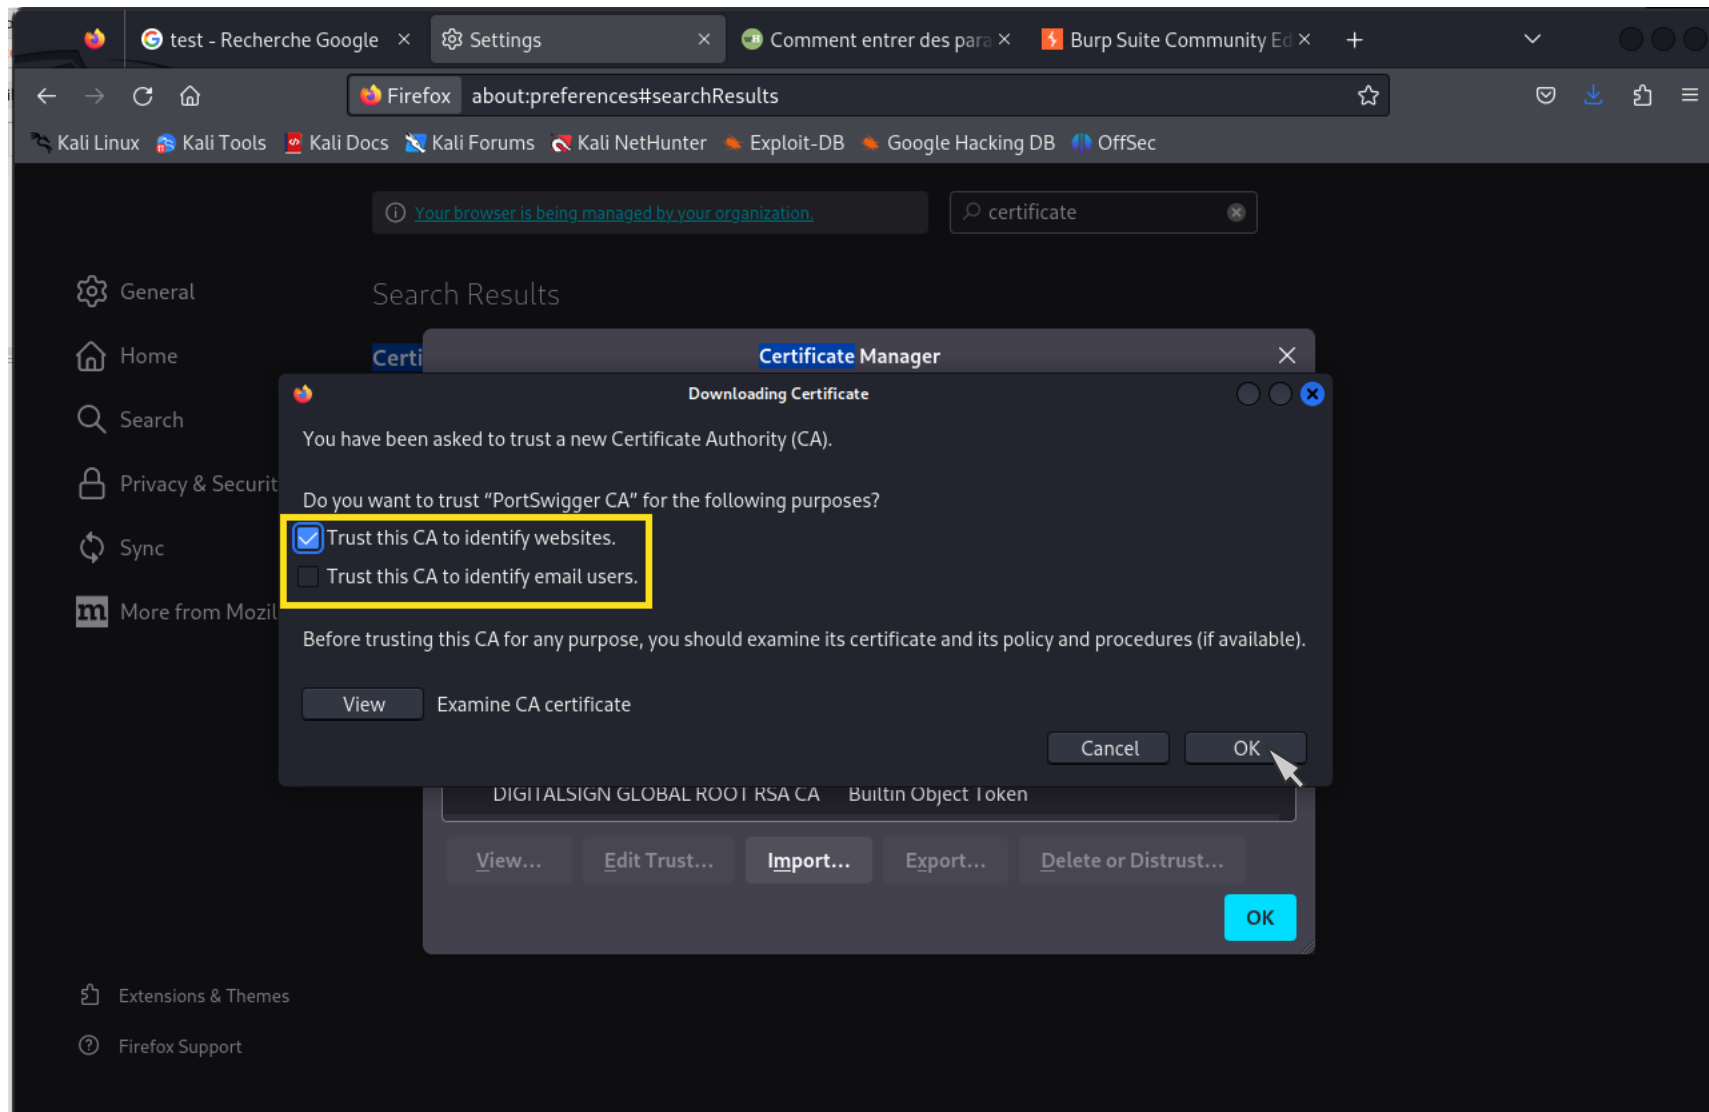 test - Recherche Google
Settings
Comment entrer des para
Burp Suite Community Ed
Firefox
about:preferences#searchResults
Kali Linux
Kali Tools
Kali Docs
Kali Forums
Kali NetHunter
Exploit-DB
Google Hacking DB
OffSec
Your browser is being managed by your organization.
certificate
General
Home
Search
Privacy & Securit
Sync
More from Mozil
Extensions & Themes
Firefox Support
Search Results
Certi
Certificate Manager
Downloading Certificate
You have been asked to trust a new Certificate Authority (CA).
Do you want to trust “PortSwigger CA” for the following purposes?
Trust this CA to identify websites.
Trust this CA to identify email users.
Before trusting this CA for any purpose, you should examine its certificate and its policy and procedures (if available).
View
Examine CA certificate
Cancel
OK
DIGITALSIGN GLOBAL ROOT RSA CA
Builtin Object Token
View...
Edit Trust...
Import...
Export...
Delete or Distrust...
OK